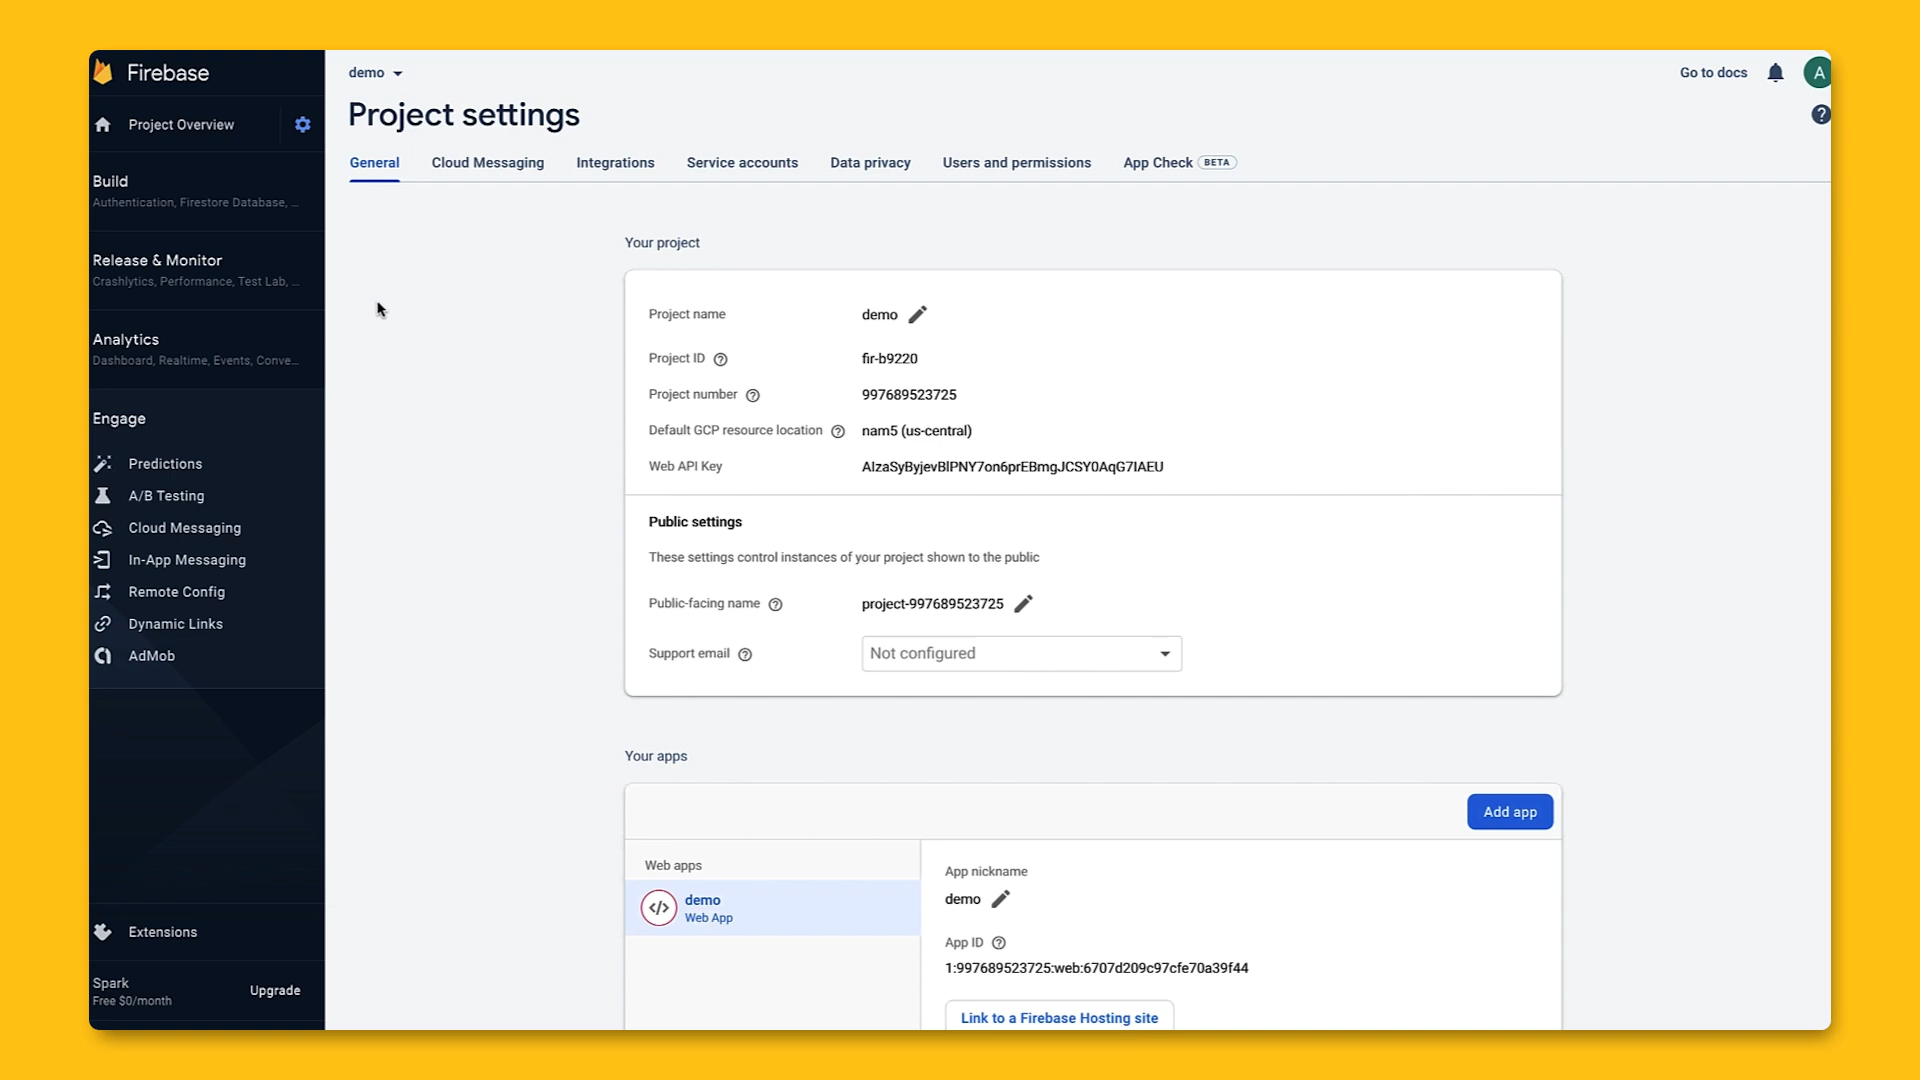 Firebase
demo
Go to docs
A
Project settings
Project Overview
General
Cloud Messaging
Integrations
Service accounts
Data privacy
Users and permissions
App Check BETA
Build
Authentication, Firestore Database, ...
Release & Monitor
Crashlytics, Performance, Test Lab, ...
Analytics
Dashboard, Realtime, Events, Conve...
Engage
Predictions
A/B Testing
Cloud Messaging
In-App Messaging
Remote Config
Dynamic Links
AdMob
Extensions
Spark
Free $0/month
Upgrade
Your project
Project name demo
Project ID fir-b9220
Project number 997689523725
Default GCP resource location nam5 (us-central)
Web API Key AIzaSyByjevBlPNY7on6prEBmgJCSY0AqG7IAEU
Public settings
These settings control instances of your project shown to the public
Public-facing name project-997689523725
Support email Not configured
Your apps
Add app
Web apps
demo
Web App
App nickname
demo
App ID
1:997689523725:web:6707d209c97cfe70a39f44
Link to a Firebase Hosting site